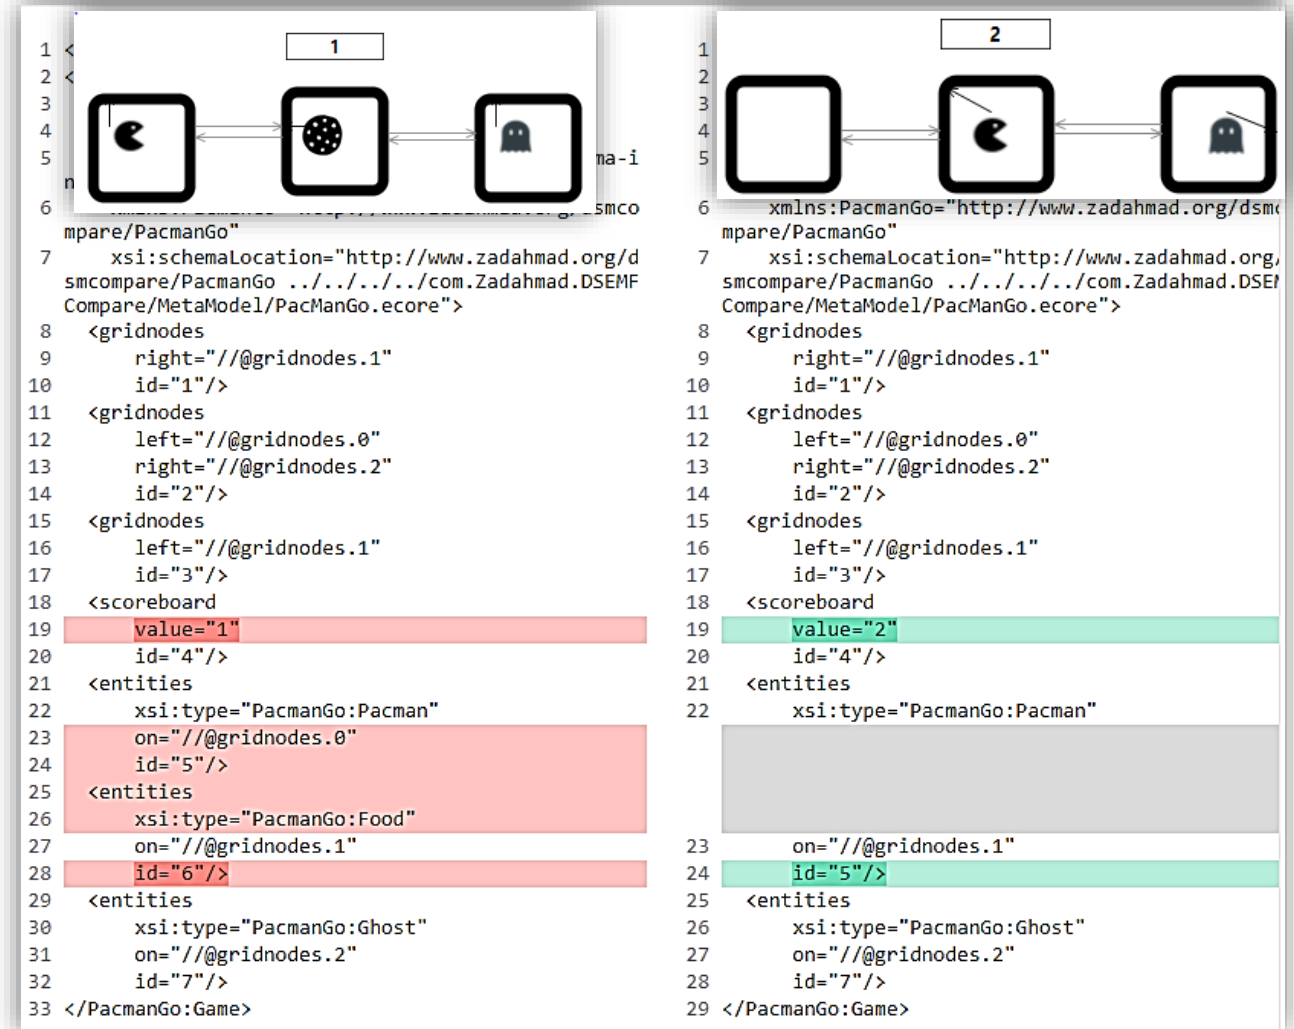 1
1 <
2 <
3
4
5 ma-i
n
6 smco
mpare/PacmanGo"
7 xsi:schemaLocation="http://www.zadahmad.org/d
smcompare/PacmanGo ../../../../com.Zadahmad.DSEMF
Compare/MetaModel/PacManGo.ecore">
8 <gridnodes
9 right="//@gridnodes.1"
10 id="1"/>
11 <gridnodes
12 left="//@gridnodes.0"
13 right="//@gridnodes.2"
14 id="2"/>
15 <gridnodes
16 left="//@gridnodes.1"
17 id="3"/>
18 <scoreboard
19 value="1"
20 id="4"/>
21 <entities
22 xsi:type="PacmanGo:Pacman"
23 on="//@gridnodes.0"
24 id="5"/>
25 <entities
26 xsi:type="PacmanGo:Food"
27 on="//@gridnodes.1"
28 id="6"/>
29 <entities
30 xsi:type="PacmanGo:Ghost"
31 on="//@gridnodes.2"
32 id="7"/>
33 </PacmanGo:Game>
2
1
2
3
4
5
6 xmlns:PacmanGo="http://www.zadahmad.org/dsmc
mpare/PacmanGo"
7 xsi:schemaLocation="http://www.zadahmad.org/
smcompare/PacmanGo ../../../../com.Zadahmad.DSEM
Compare/MetaModel/PacManGo.ecore">
8 <gridnodes
9 right="//@gridnodes.1"
10 id="1"/>
11 <gridnodes
12 left="//@gridnodes.0"
13 right="//@gridnodes.2"
14 id="2"/>
15 <gridnodes
16 left="//@gridnodes.1"
17 id="3"/>
18 <scoreboard
19 value="2"
20 id="4"/>
21 <entities
22 xsi:type="PacmanGo:Pacman"
23 on="//@gridnodes.1"
24 id="5"/>
25 <entities
26 xsi:type="PacmanGo:Ghost"
27 on="//@gridnodes.2"
28 id="7"/>
29 </PacmanGo:Game>